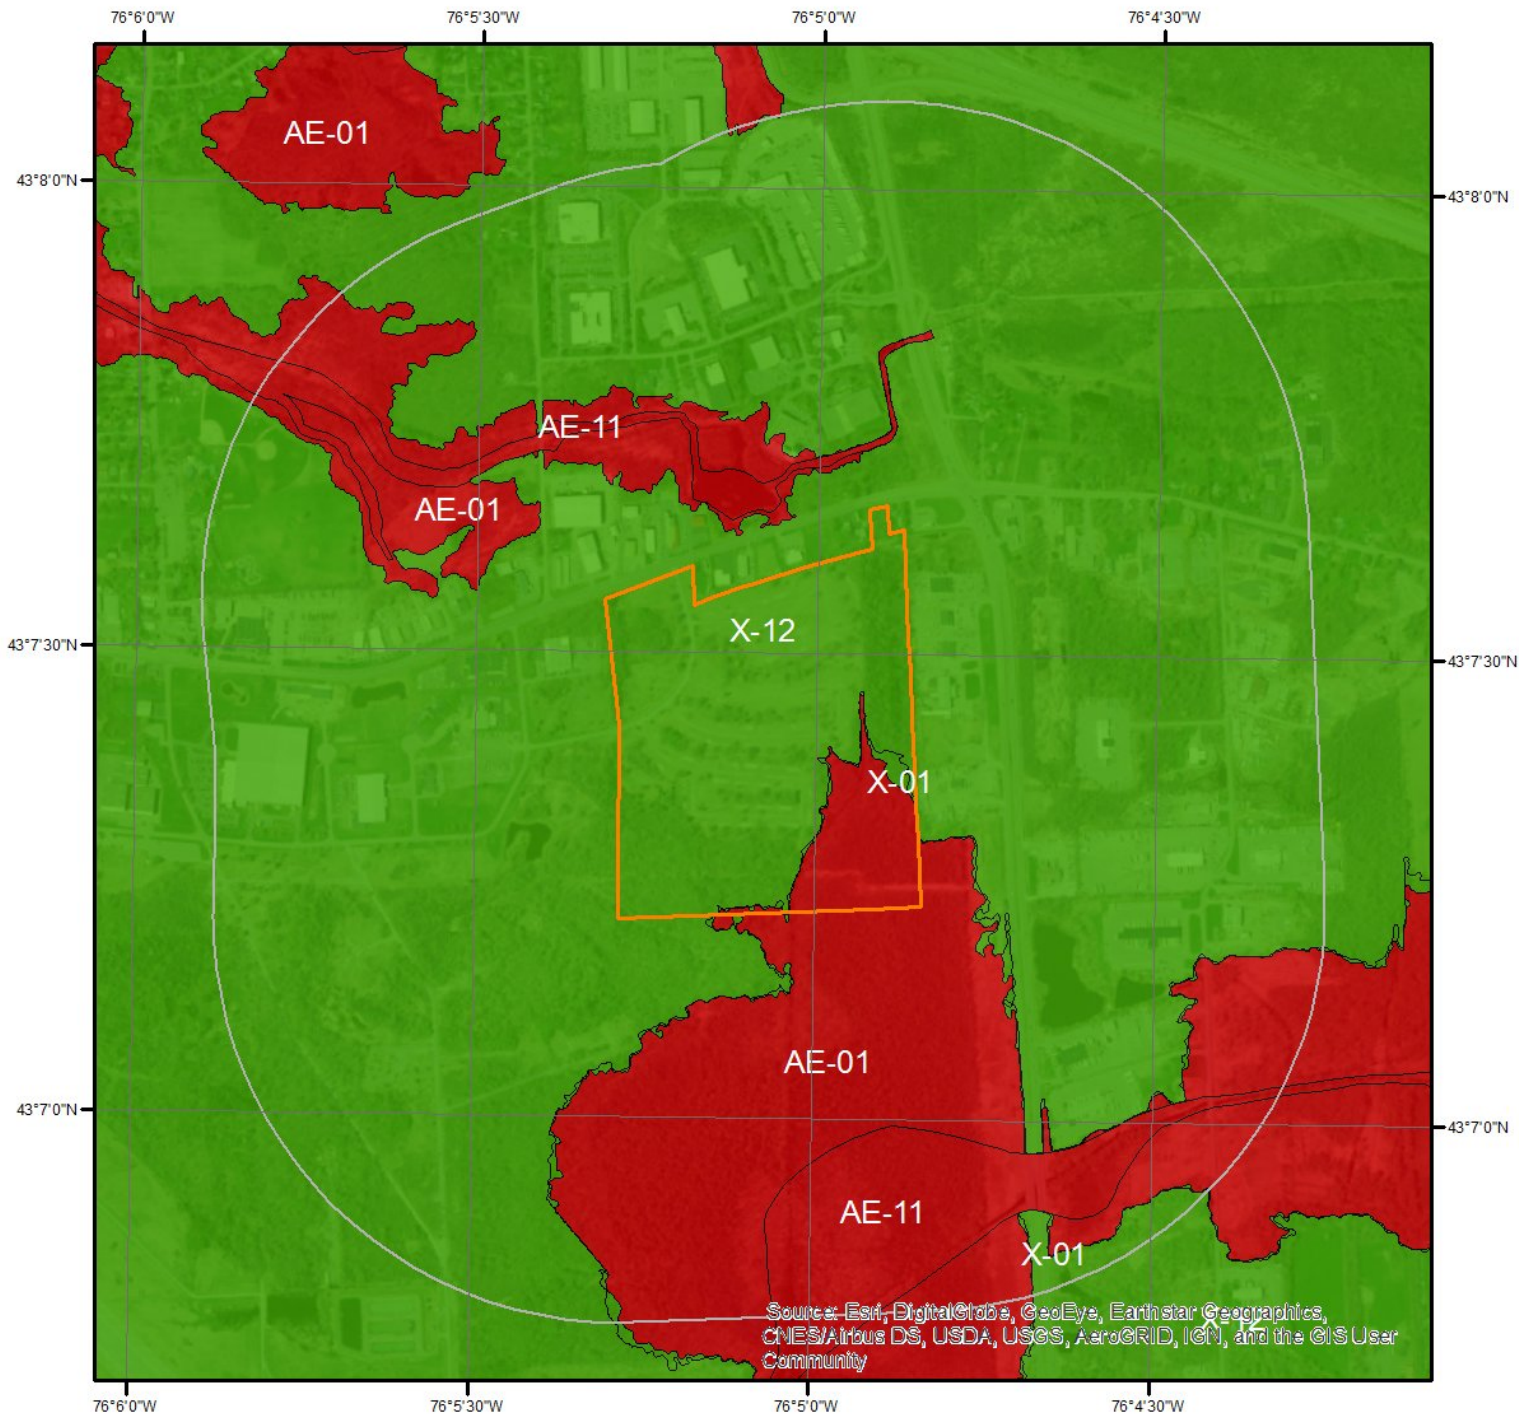 76°6'0"W
76°5'30"W
76°5'0"W
76°4'30"W
AE-01
43°8'0"N
43°8'0"N
AE-11
AE-01
X-12
43°7'30"N
43°7'30"N
X-01
AE-01
43°7'0"N
43°7'0"N
AE-11
X-01
X-12
Source: Esri, DigitalGlobe, GeoEye, Earthstar Geographics,
CNES/Airbus DS, USDA, USGS, AeroGRID, IGN, and the GIS User
Community
76°6'0"W
76°5'30"W
76°5'0"W
76°4'30"W